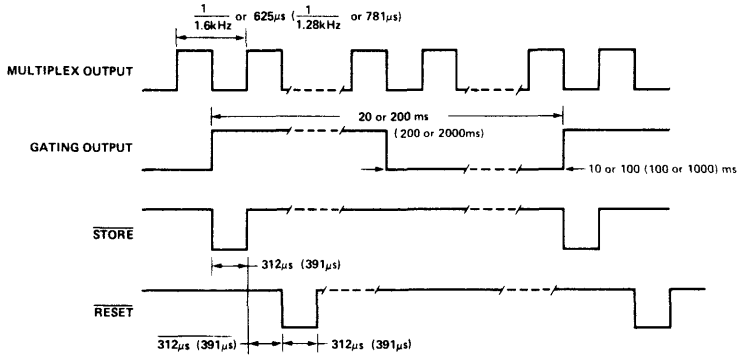 1/1.6kHz or 625µs (1/1.28kHz or 781µs)
MULTIPLEX OUTPUT
20 or 200 ms
(200 or 2000ms)
GATING OUTPUT
10 or 100 (100 or 1000) ms
STORE
312µs (391µs)
RESET
312µs (391µs) 312µs (391µs)